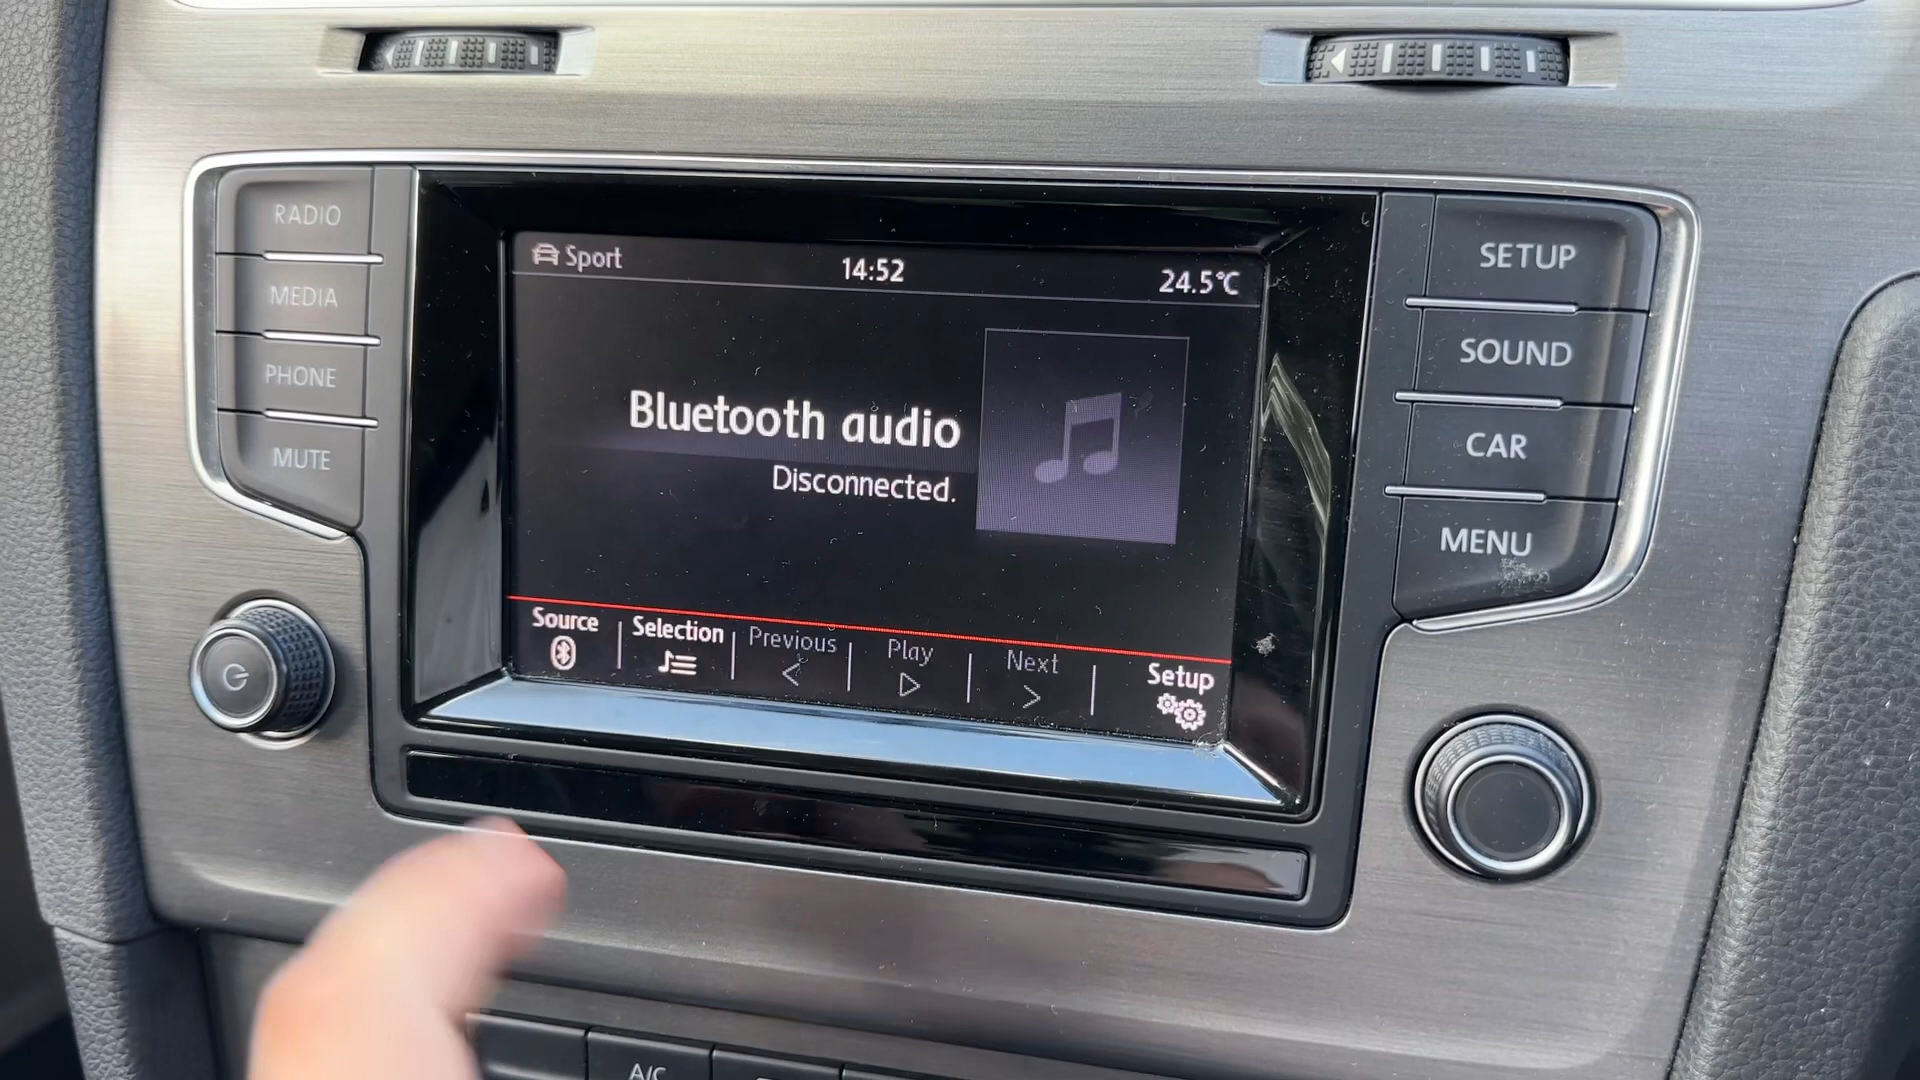 RADIO
MEDIA
PHONE
MUTE
Sport 14:52 24.5°C
Bluetooth audio
Disconnected.
Source Selection Previous Play Next Setup
SETUP
SOUND
CAR
MENU
A/C